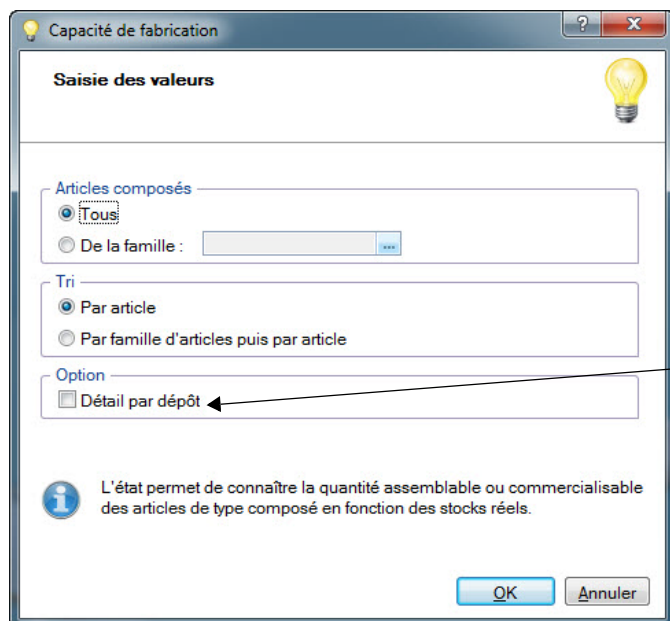 Capacité de fabrication
Saisie des valeurs
Articles composés
Tous
De la famille :
...
Tri
Par article
Par famille d'articles puis par article
Option
Détail par dépôt
L'état permet de connaître la quantité assemblable ou commercialisable
des articles de type composé en fonction des stocks réels.
OK
Annuler